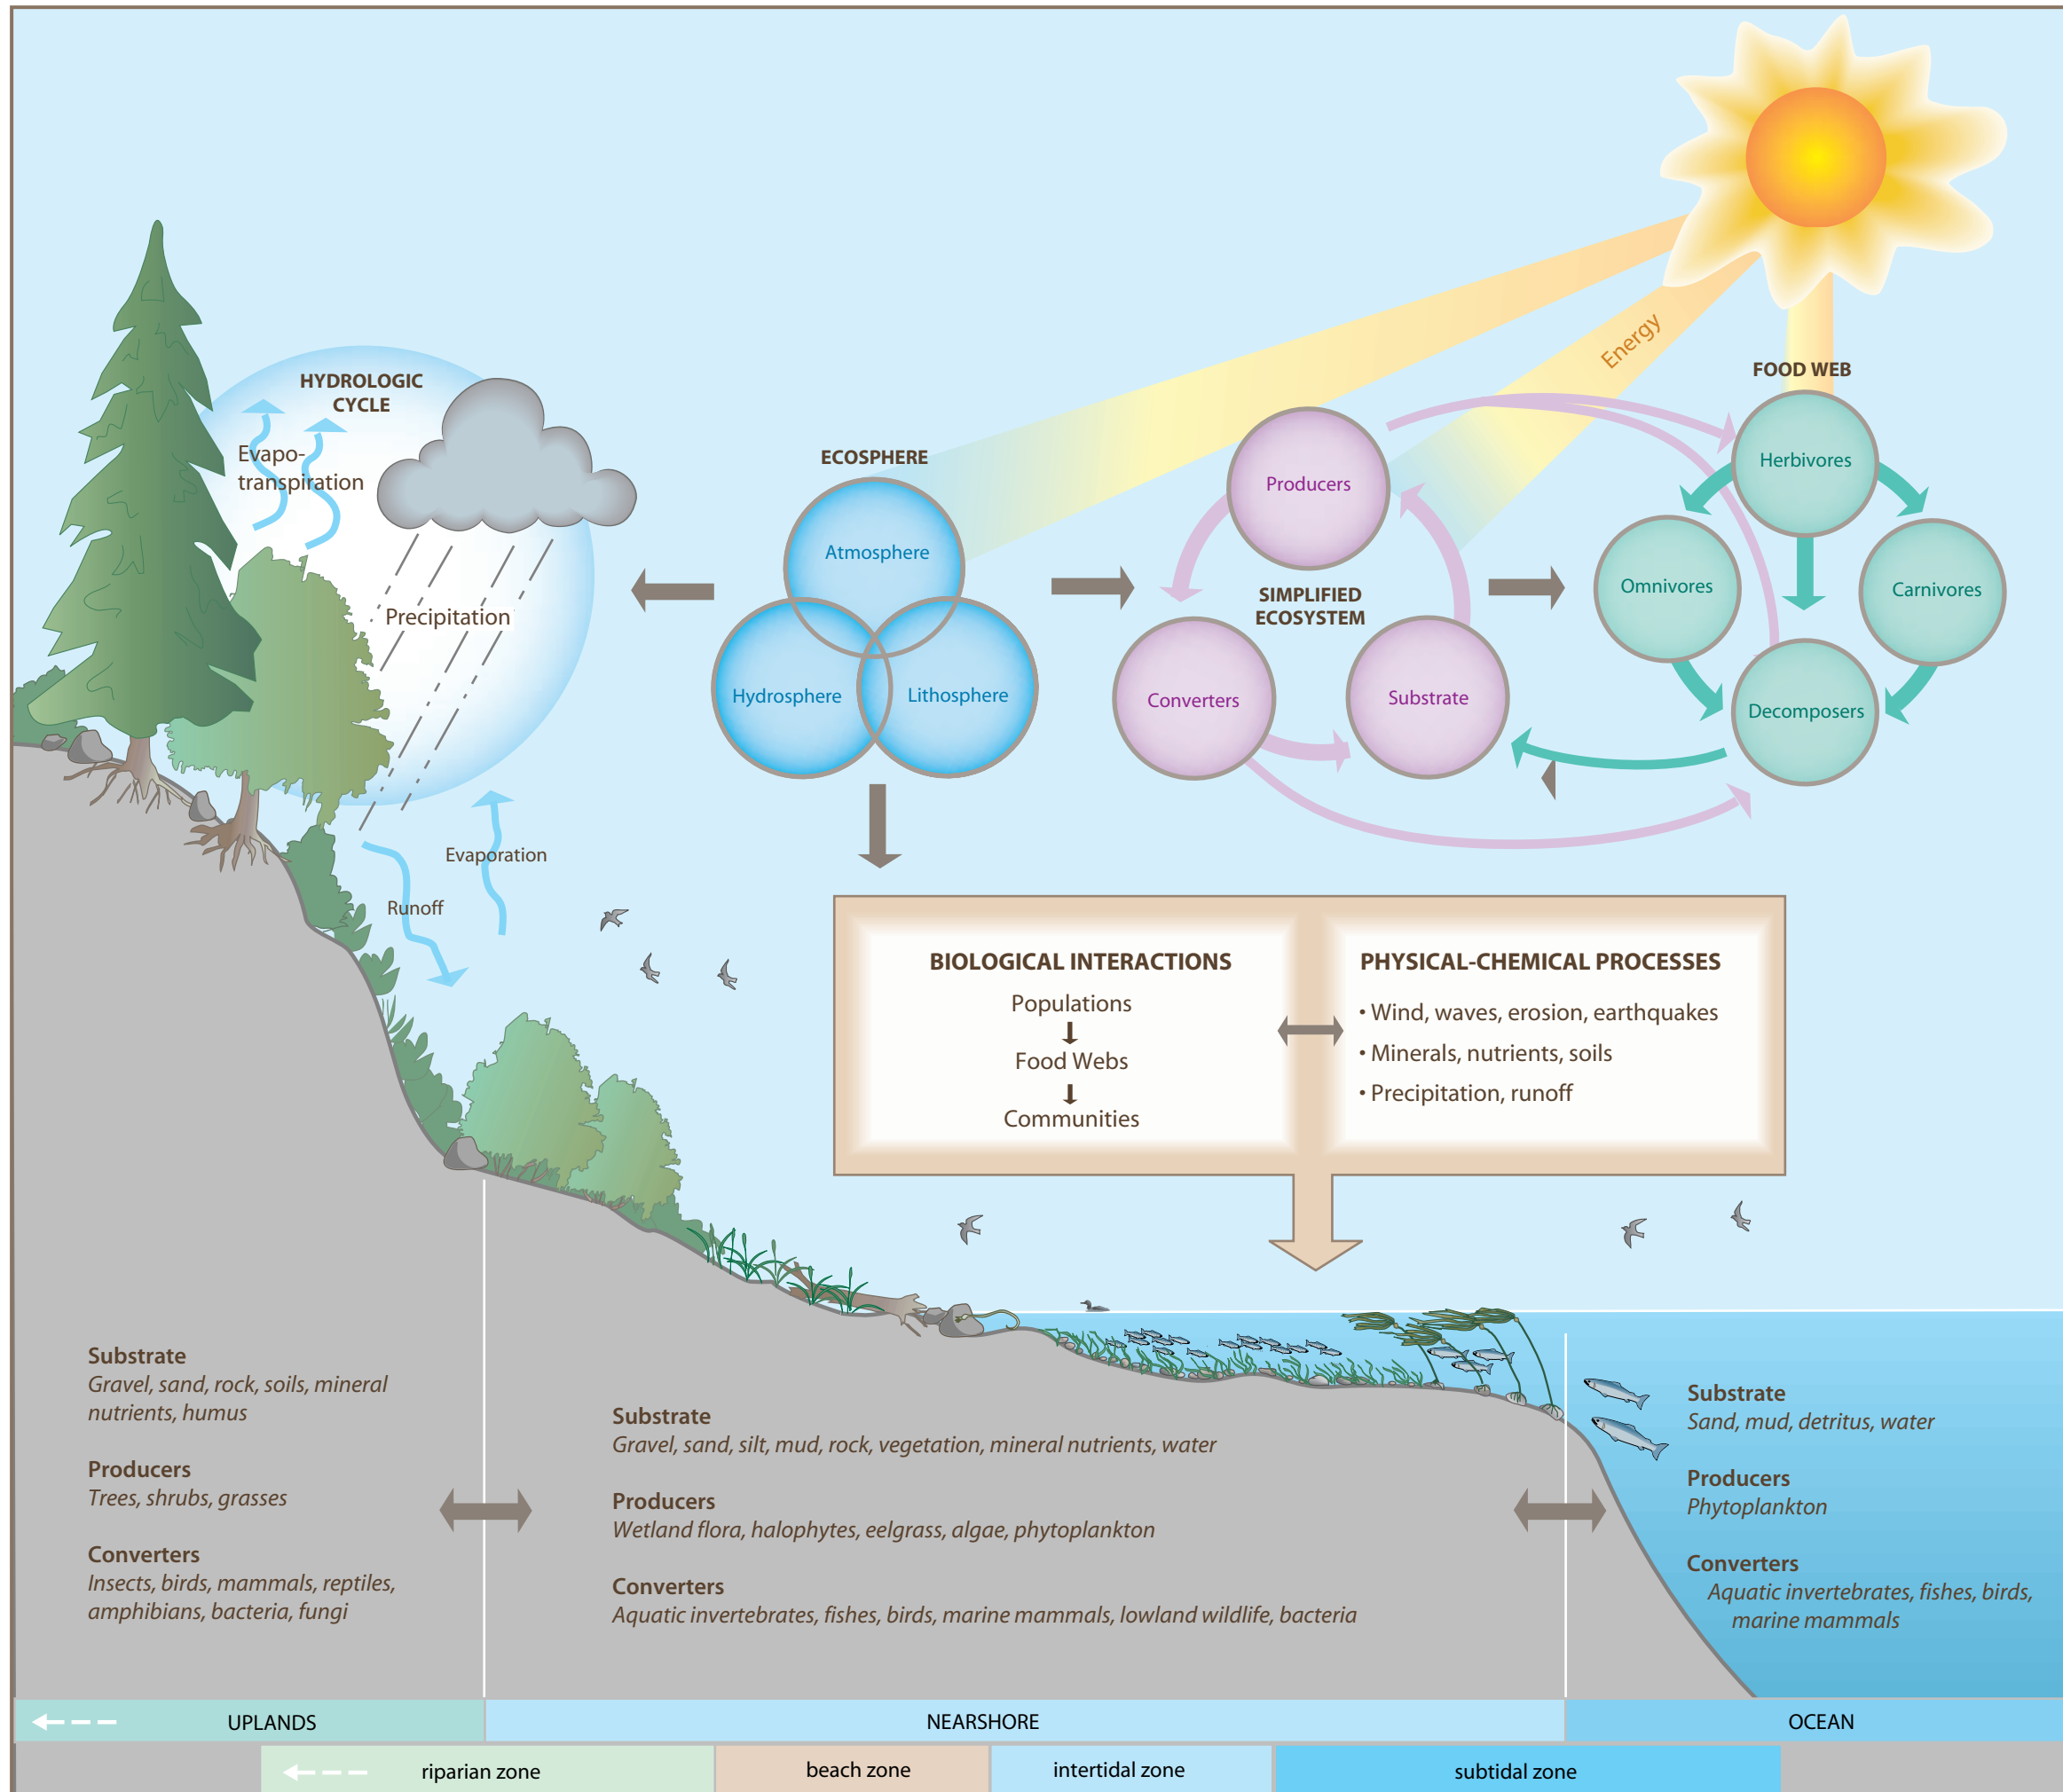 HYDROLOGIC
CYCLE
Evapo-
transpiration
Precipitation
Evaporation
Runoff
ECOSPHERE
Atmosphere
Hydrosphere
Lithosphere
Energy
Producers
SIMPLIFIED
ECOSYSTEM
Converters
Substrate
FOOD WEB
Herbivores
Omnivores
Carnivores
Decomposers
BIOLOGICAL INTERACTIONS
Populations
Food Webs
Communities
PHYSICAL-CHEMICAL PROCESSES
• Wind, waves, erosion, earthquakes
• Minerals, nutrients, soils
• Precipitation, runoff
Substrate
Gravel, sand, rock, soils, mineral
nutrients, humus
Producers
Trees, shrubs, grasses
Converters
Insects, birds, mammals, reptiles,
amphibians, bacteria, fungi
Substrate
Gravel, sand, silt, mud, rock, vegetation, mineral nutrients, water
Producers
Wetland flora, halophytes, eelgrass, algae, phytoplankton
Converters
Aquatic invertebrates, fishes, birds, marine mammals, lowland wildlife, bacteria
Substrate
Sand, mud, detritus, water
Producers
Phytoplankton
Converters
Aquatic invertebrates, fishes, birds,
marine mammals
UPLANDS
NEARSHORE
OCEAN
riparian zone
beach zone
intertidal zone
subtidal zone